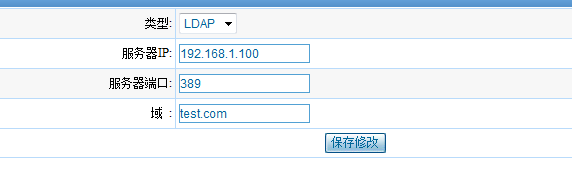 类型: LDAP
服务器IP: 192.168.1.100
服务器端口: 389
域 : test.com
保存修改